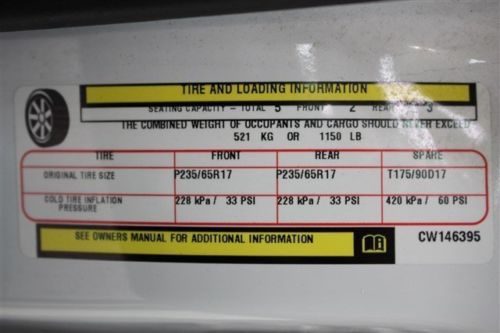 TIRE AND LOADING INFORMATION
SEATING CAPACITY – TOTAL 5 FRONT 2 REAR 3
THE COMBINED WEIGHT OF OCCUPANTS AND CARGO SHOULD NEVER EXCEED
521 KG OR 1150 LB
TIRE FRONT REAR SPARE
ORIGINAL TIRE SIZE P235/65R17 P235/65R17 T175/90D17
COLD TIRE INFLATION PRESSURE 228 kPa / 33 PSI 228 kPa / 33 PSI 420 kPa / 60 PSI
SEE OWNERS MANUAL FOR ADDITIONAL INFORMATION
CW146395